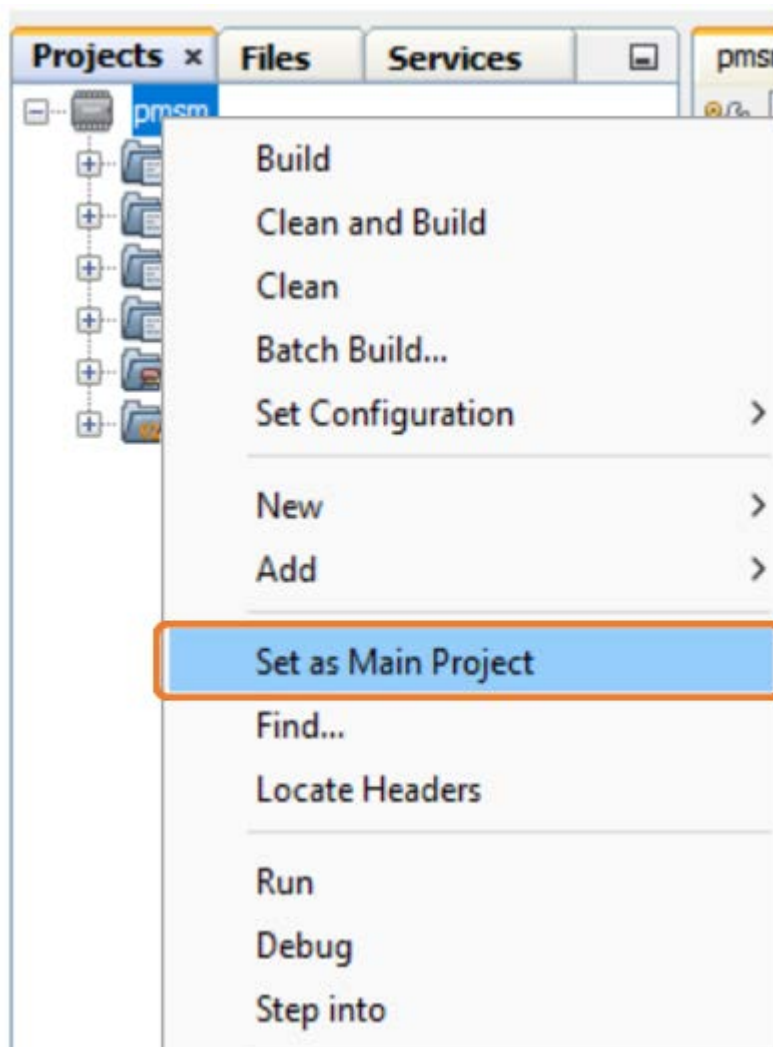 Projects x Files Services pmsm
pmsm
Build
Clean and Build
Clean
Batch Build...
Set Configuration >
New >
Add >
Set as Main Project
Find...
Locate Headers
Run
Debug
Step into